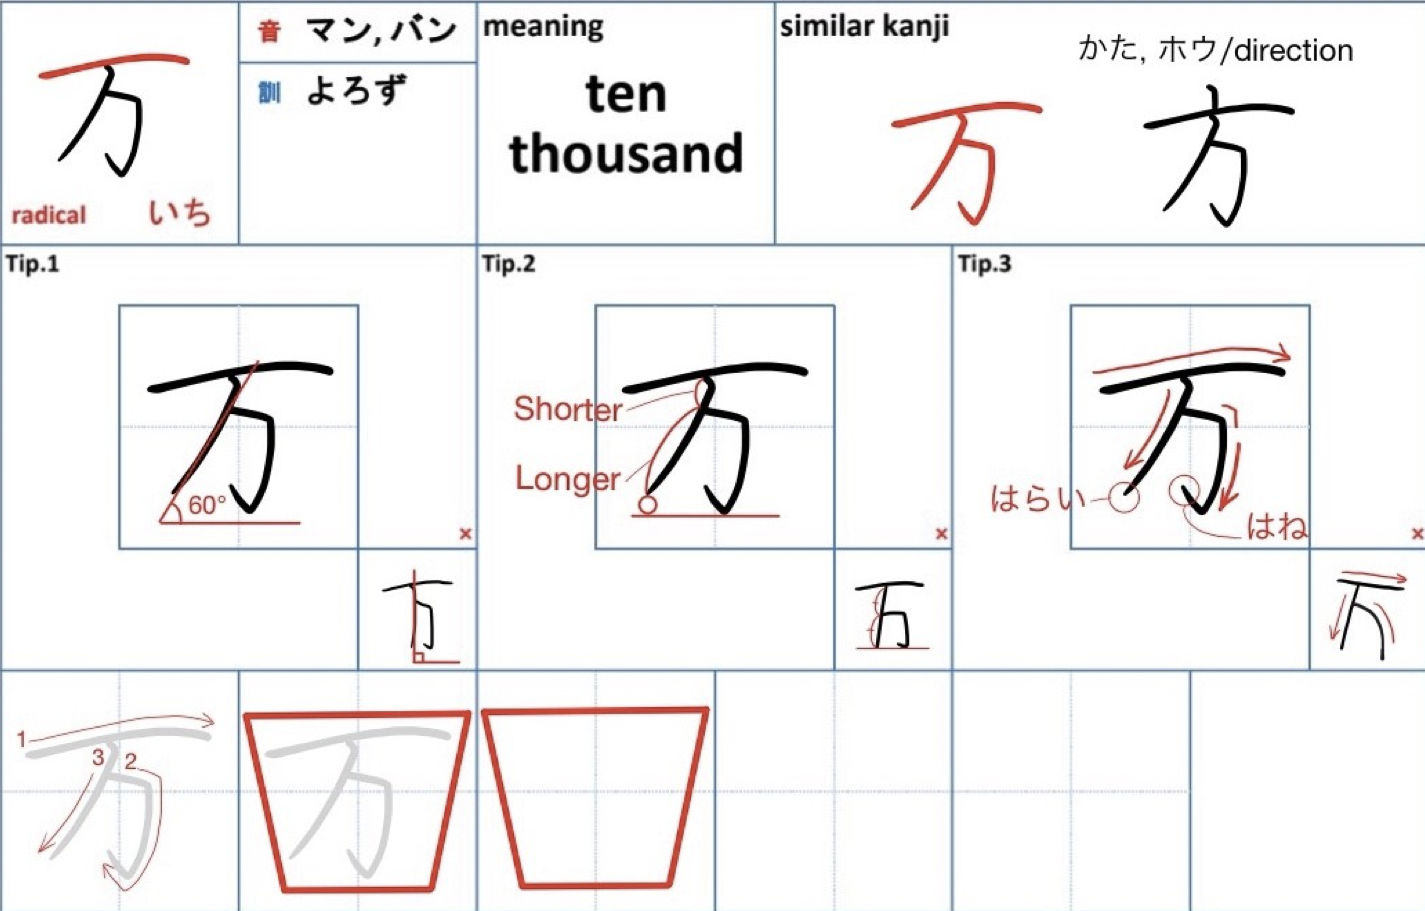 万
radical いち
音 マン, バン
訓 よろず
meaning
ten
thousand
similar kanji
かた, ホウ/direction
万 方
Tip.1
万
60°
×
万
Tip.2
万
Shorter
Longer
×
万
Tip.3
万
はらい
はね
×
万
1 3 2
万 万